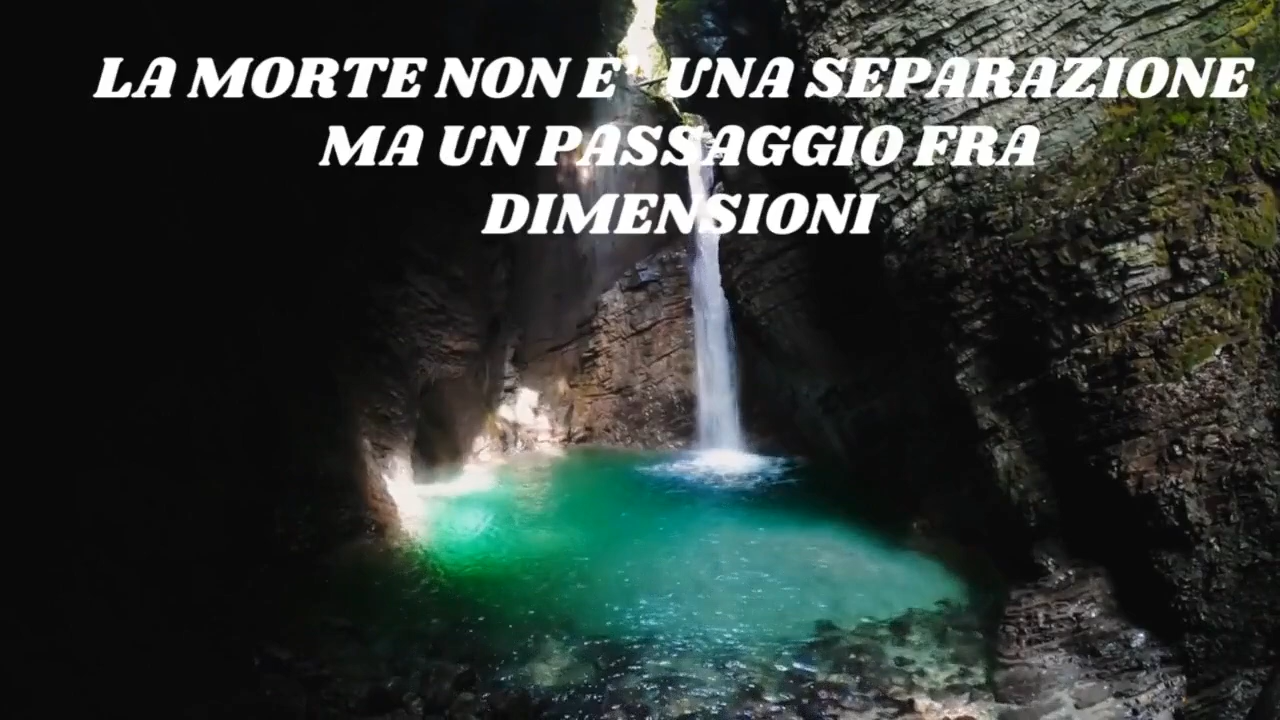 LA MORTE NON E' UNA SEPARAZIONE
MA UN PASSAGGIO FRA
DIMENSIONI